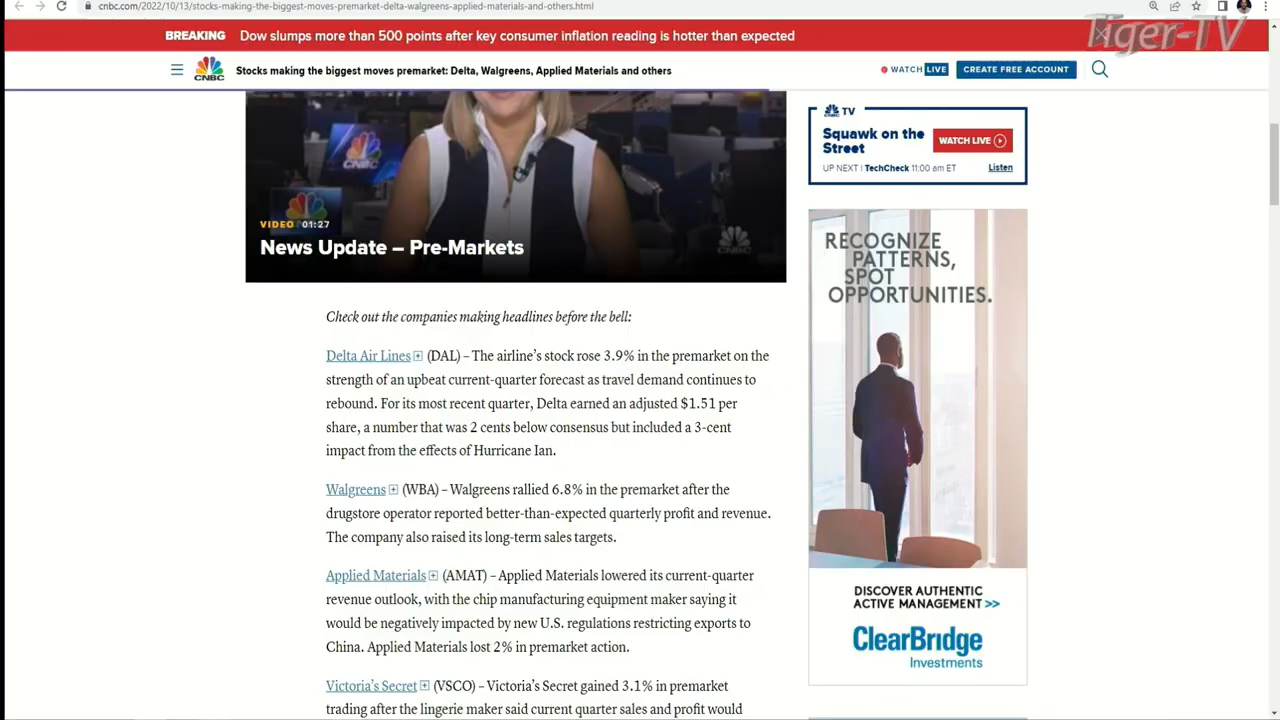 cnbc.com/2022/10/13/stocks-making-the-biggest-moves-premarket-delta-walgreens-applied-materials-and-others.html
Tiger-TV
BREAKING Dow slumps more than 500 points after key consumer inflation reading is hotter than expected
CNBC
Stocks making the biggest moves premarket: Delta, Walgreens, Applied Materials and others
WATCH LIVE
CREATE FREE ACCOUNT
CNBC
VIDEO 01:27
News Update – Pre-Markets
CNBC
Check out the companies making headlines before the bell:
Delta Air Lines (DAL) – The airline’s stock rose 3.9% in the premarket on the
strength of an upbeat current-quarter forecast as travel demand continues to
rebound. For its most recent quarter, Delta earned an adjusted $1.51 per
share, a number that was 2 cents below consensus but included a 3-cent
impact from the effects of Hurricane Ian.
Walgreens (WBA) – Walgreens rallied 6.8% in the premarket after the
drugstore operator reported better-than-expected quarterly profit and revenue.
The company also raised its long-term sales targets.
Applied Materials (AMAT) – Applied Materials lowered its current-quarter
revenue outlook, with the chip manufacturing equipment maker saying it
would be negatively impacted by new U.S. regulations restricting exports to
China. Applied Materials lost 2% in premarket action.
Victoria’s Secret (VSCO) – Victoria’s Secret gained 3.1% in premarket
trading after the lingerie maker said current quarter sales and profit would
TV
Squawk on the
Street
WATCH LIVE
UP NEXT | TechCheck 11:00 am ET
Listen
RECOGNIZE
PATTERNS,
SPOT
OPPORTUNITIES.
DISCOVER AUTHENTIC
ACTIVE MANAGEMENT >>
ClearBridge
Investments